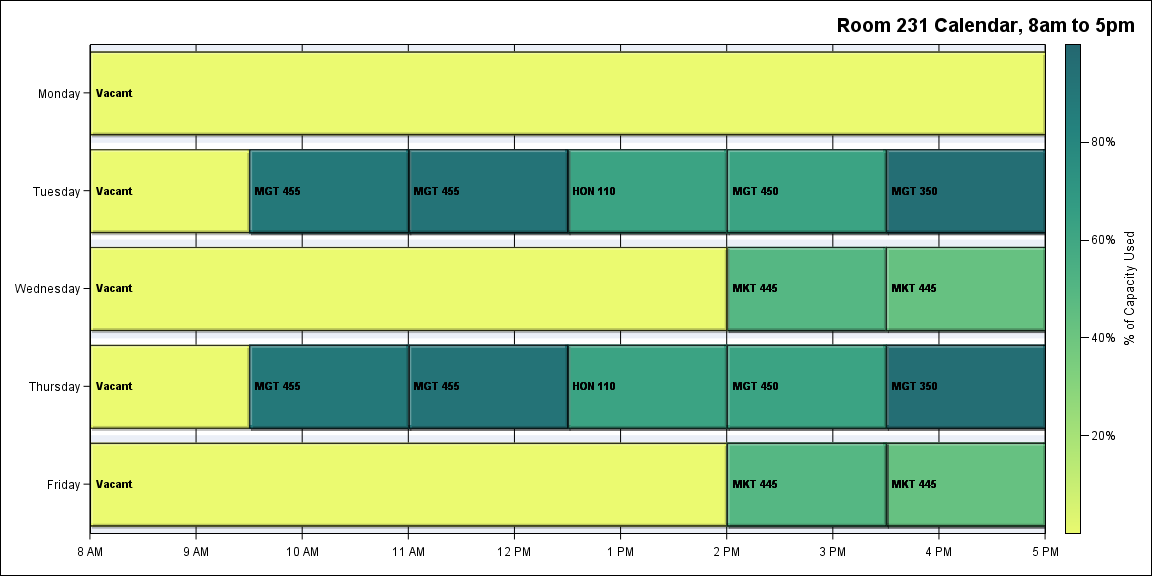 Room 231 Calendar, 8am to 5pm
Monday Vacant
80%
Tuesday Vacant MGT 455 MGT 455 HON 110 MGT 450 MGT 350
60%
% of Capacity Used
Wednesday Vacant MKT 445 MKT 445
40%
Thursday Vacant MGT 455 MGT 455 HON 110 MGT 450 MGT 350
20%
Friday Vacant MKT 445 MKT 445
8 AM 9 AM 10 AM 11 AM 12 PM 1 PM 2 PM 3 PM 4 PM 5 PM